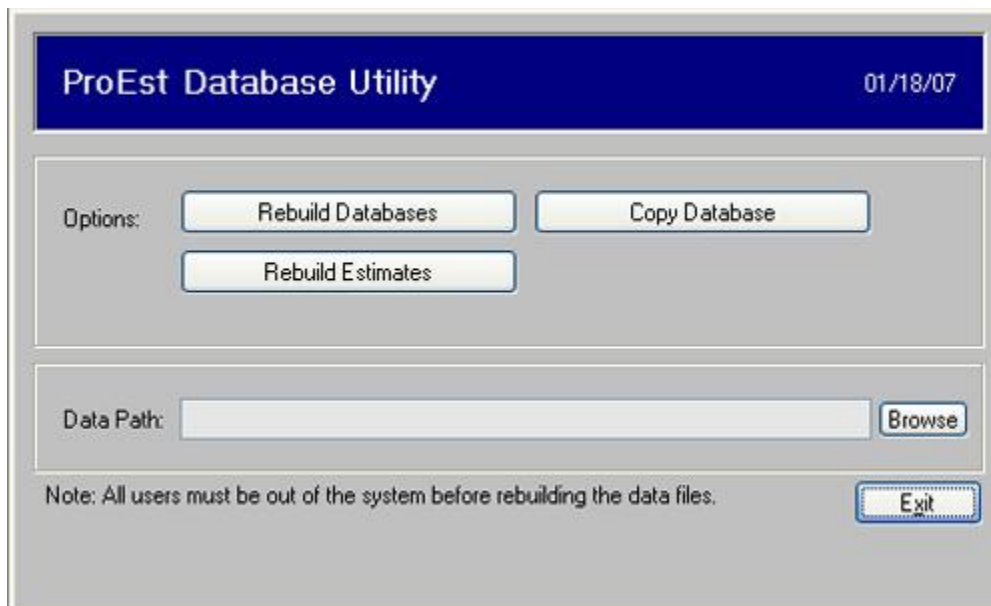 ProEst Database Utility 01/18/07
Options: Rebuild Databases Copy Database
Rebuild Estimates
Data Path: Browse
Note: All users must be out of the system before rebuilding the data files.
Exit